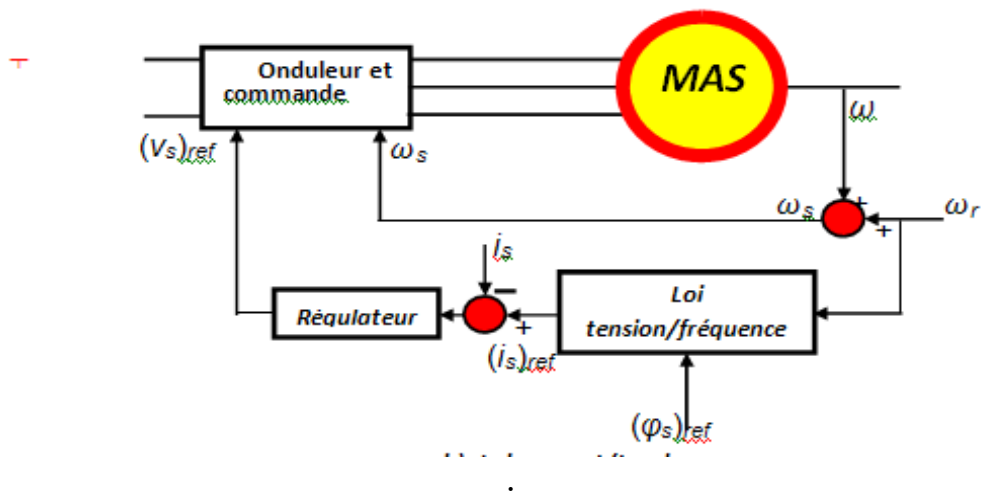 Onduleur et
commande
MAS
ω
(Vs)ref
ωs
ωs
+
+
ωr
is
−
Loi
tension/fréquence
Régulateur
+
(is)ref
(φs)ref